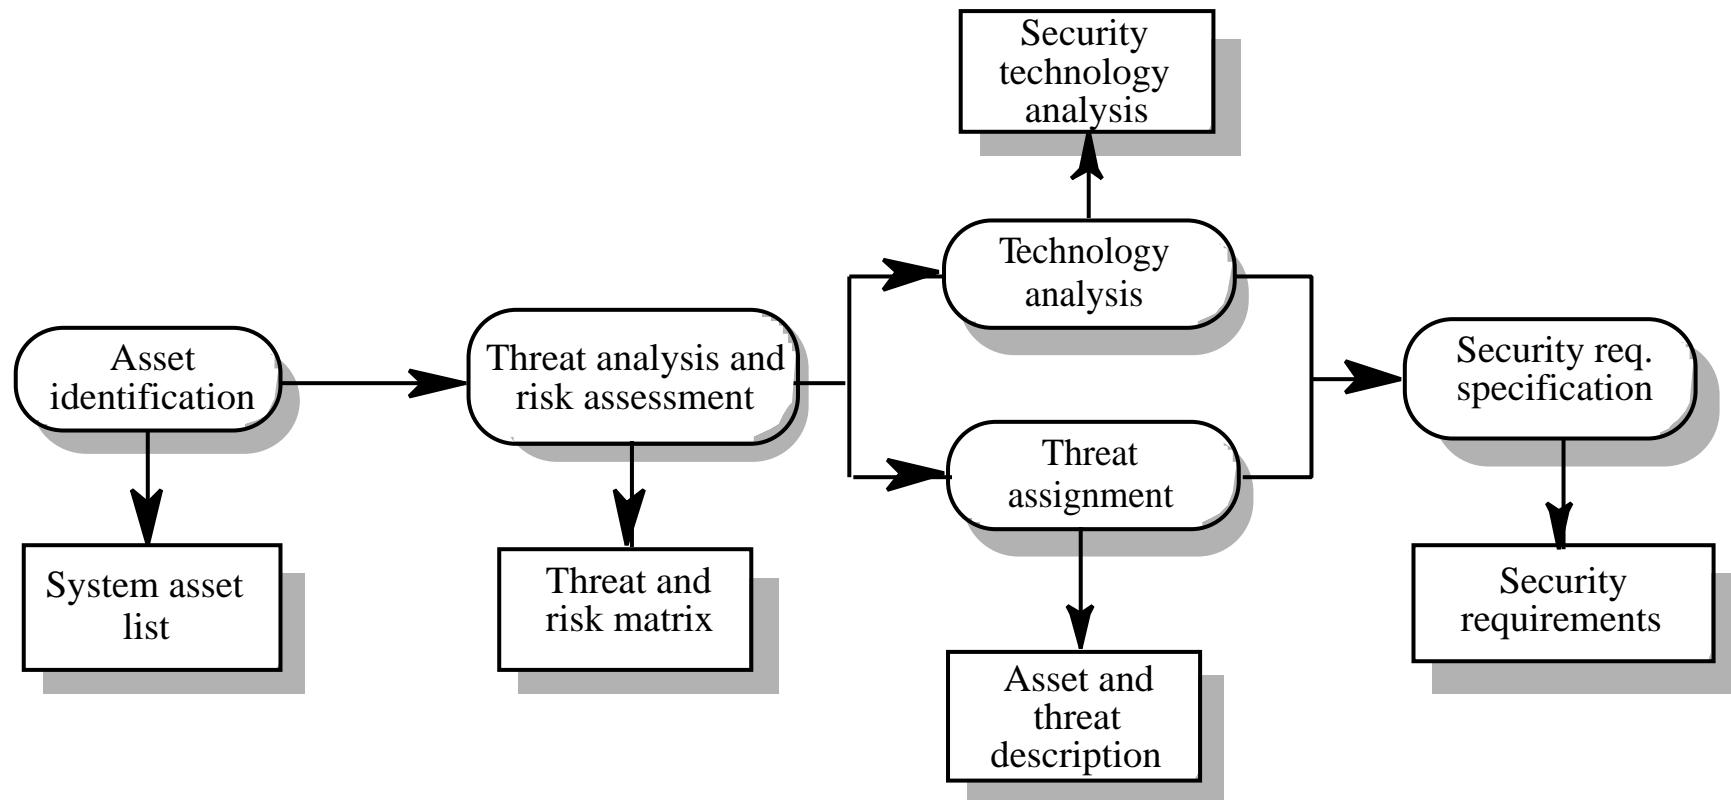 Security
technology
analysis
Technology
analysis
Asset
identification
Threat analysis and
risk assessment
Security req.
specification
Threat
assignment
System asset
list
Threat and
risk matrix
Security
requirements
Asset and
threat
description